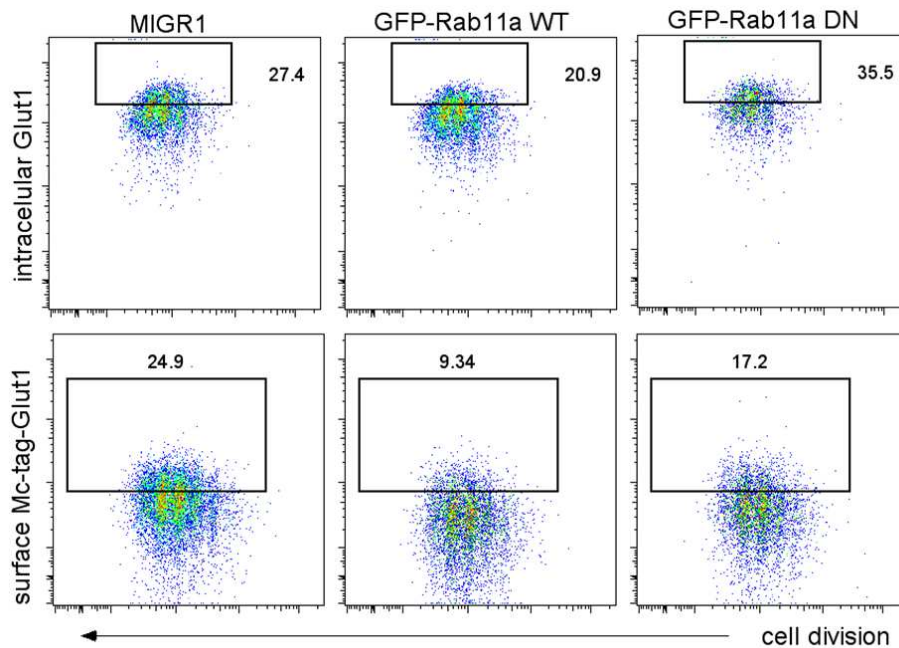 MIGR1
GFP-Rab11a WT
GFP-Rab11a DN
intracelular Glut1
27.4
20.9
35.5
surface Mc-tag-Glut1
24.9
9.34
17.2
cell division